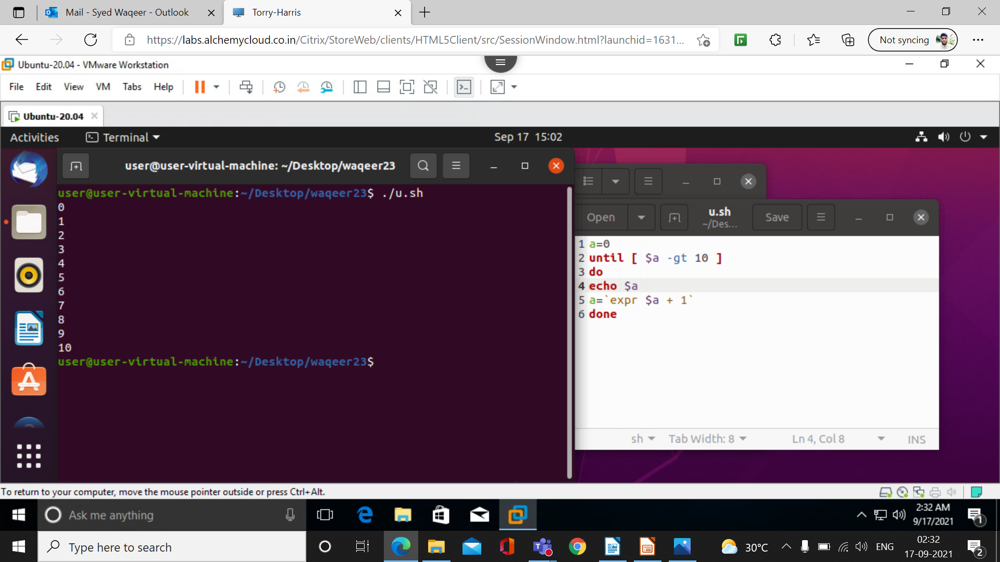 Mail - Syed Waqeer - Outlook
Torry-Harris
https://labs.alchemycloud.co.in/Citrix/StoreWeb/clients/HTML5Client/src/SessionWindow.html?launchid=1631...
Not syncing
Ubuntu-20.04 - VMware Workstation
File Edit View VM Tabs Help
Ubuntu-20.04
Activities Terminal Sep 17 15:02
user@user-virtual-machine: ~/Desktop/waqeer23
user@user-virtual-machine:~/Desktop/waqeer23$ ./u.sh
0
1
2
3
4
5
6
7
8
9
10
user@user-virtual-machine:~/Desktop/waqeer23$
Open u.sh Save
~/Des...
1 a=0
2 until [ $a -gt 10 ]
3 do
4 echo $a
5 a=`expr $a + 1`
6 done
sh Tab Width: 8 Ln 4, Col 8 INS
To return to your computer, move the mouse pointer outside or press Ctrl+Alt.
Ask me anything
2:32 AM
9/17/2021
1
Type here to search
30°C
ENG
02:32
17-09-2021
2